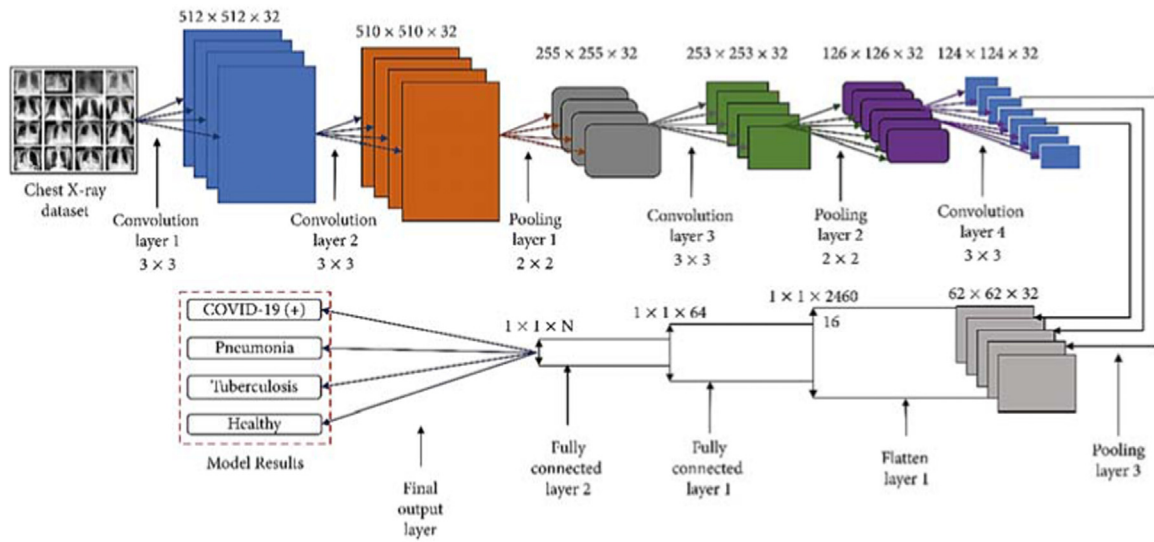 512 × 512 × 32
510 × 510 × 32
255 × 255 × 32
253 × 253 × 32
126 × 126 × 32
124 × 124 × 32
Chest X-ray
dataset
Convolution
layer 1
3 × 3
Convolution
layer 2
3 × 3
Pooling
layer 1
2 × 2
Convolution
layer 3
3 × 3
Pooling
layer 2
2 × 2
Convolution
layer 4
3 × 3
COVID-19 (+)
Pneumonia
Tuberculosis
Healthy
Model Results
Final
output
layer
1 × 1 × N
Fully
connected
layer 2
1 × 1 × 64
Fully
connected
layer 1
1 × 1 × 2460
16
Flatten
layer 1
62 × 62 × 32
Pooling
layer 3